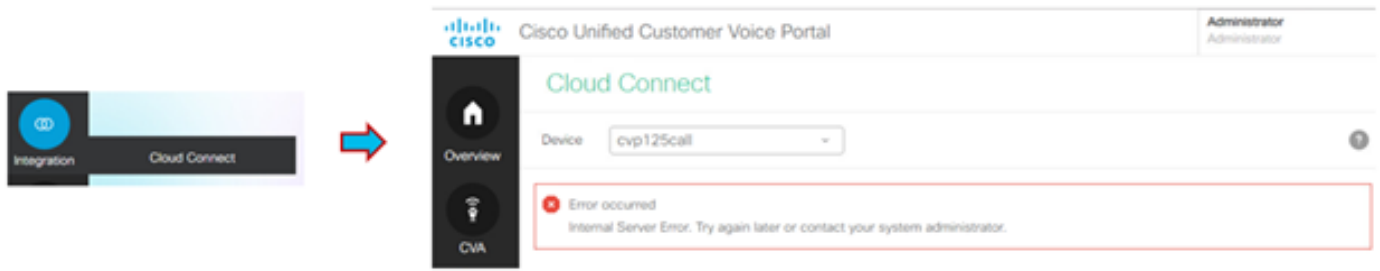 Integration
Cloud Connect
CISCO
Cisco Unified Customer Voice Portal
Administrator
Administrator
Cloud Connect
Overview
Device
cvp125call
?
CVA
Error occurred
Internal Server Error. Try again later or contact your system administrator.